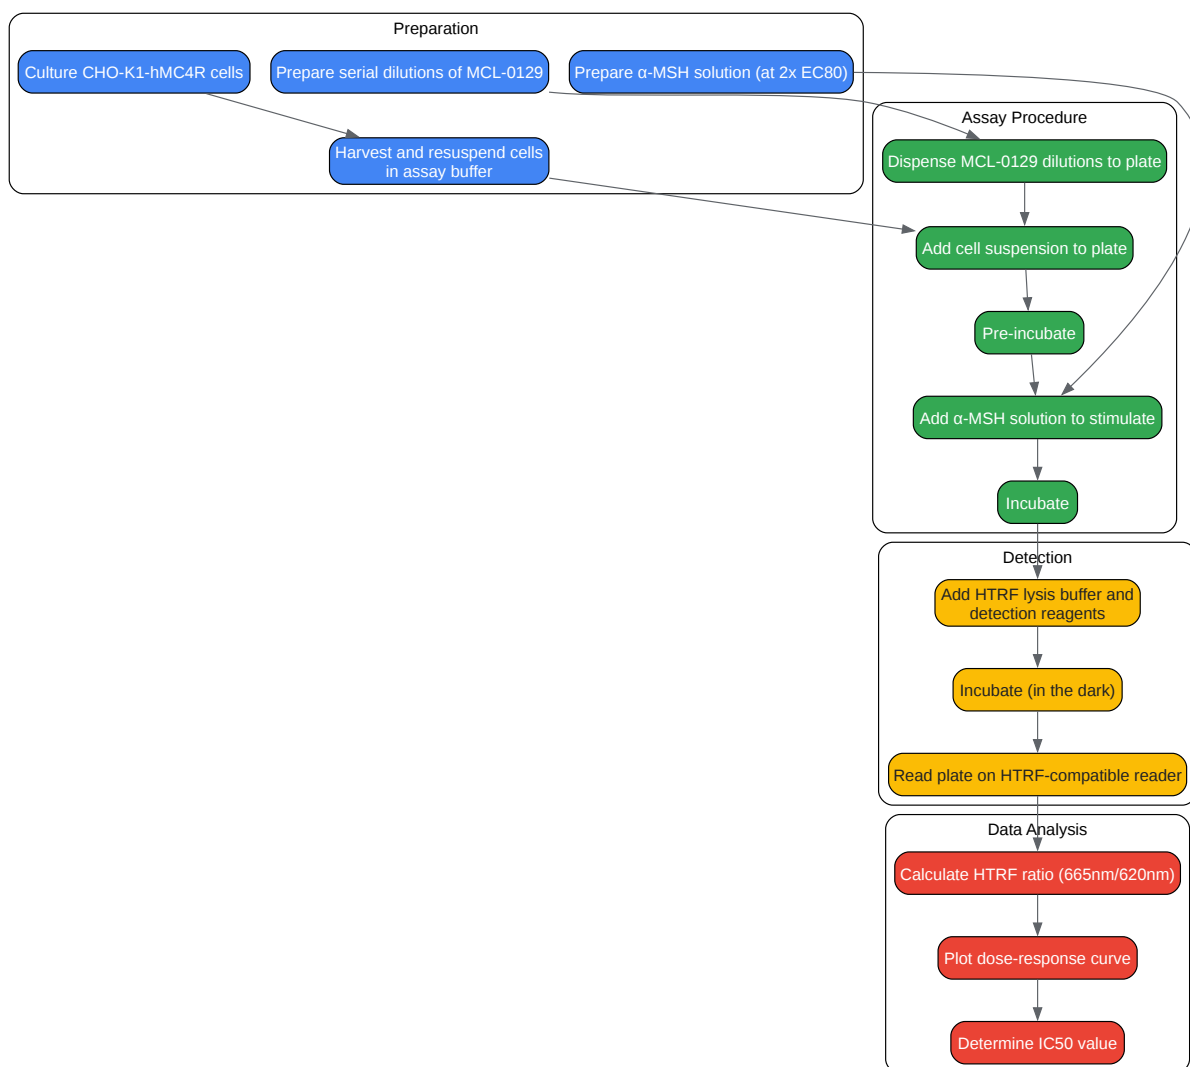 Preparation
Culture CHO-K1-hMC4R cells
Prepare serial dilutions of MCL-0129
Prepare α-MSH solution (at 2x EC80)
Harvest and resuspend cells
in assay buffer
Assay Procedure
Dispense MCL-0129 dilutions to plate
Add cell suspension to plate
Pre-incubate
Add α-MSH solution to stimulate
Incubate
Detection
Add HTRF lysis buffer and
detection reagents
Incubate (in the dark)
Read plate on HTRF-compatible reader
Data Analysis
Calculate HTRF ratio (665nm/620nm)
Plot dose-response curve
Determine IC50 value